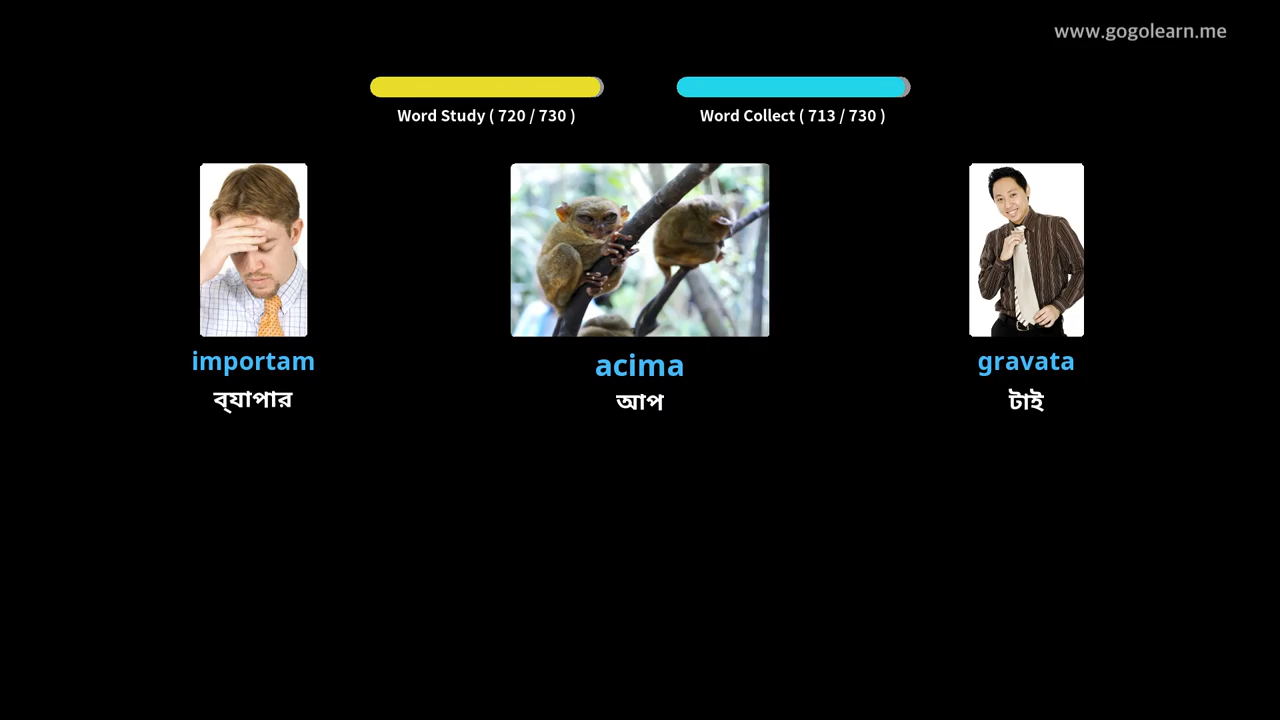 www.gogolearn.me
Word Study ( 720 / 730 )
Word Collect ( 713 / 730 )
importam
acima
gravata
ব্যাপার
আপ
টাই